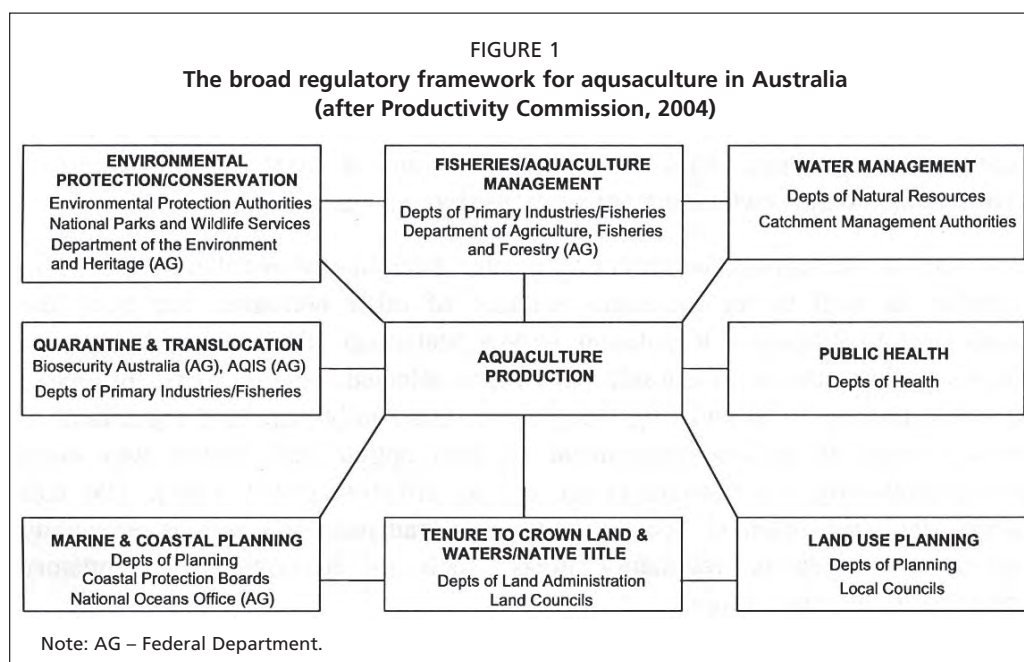 FIGURE 1
The broad regulatory framework for aqusaculture in Australia
(after Productivity Commission, 2004)
ENVIRONMENTAL
PROTECTION/CONSERVATION
Environmental Protection Authorities
National Parks and Wildlife Services
Department of the Environment
and Heritage (AG)
FISHERIES/AQUACULTURE
MANAGEMENT
Depts of Primary Industries/Fisheries
Department of Agriculture, Fisheries
and Forestry (AG)
WATER MANAGEMENT
Depts of Natural Resources
Catchment Management Authorities
QUARANTINE & TRANSLOCATION
Biosecurity Australia (AG), AQIS (AG)
Depts of Primary Industries/Fisheries
AQUACULTURE
PRODUCTION
PUBLIC HEALTH
Depts of Health
MARINE & COASTAL PLANNING
Depts of Planning
Coastal Protection Boards
National Oceans Office (AG)
TENURE TO CROWN LAND &
WATERS/NATIVE TITLE
Depts of Land Administration
Land Councils
LAND USE PLANNING
Depts of Planning
Local Councils
Note: AG – Federal Department.